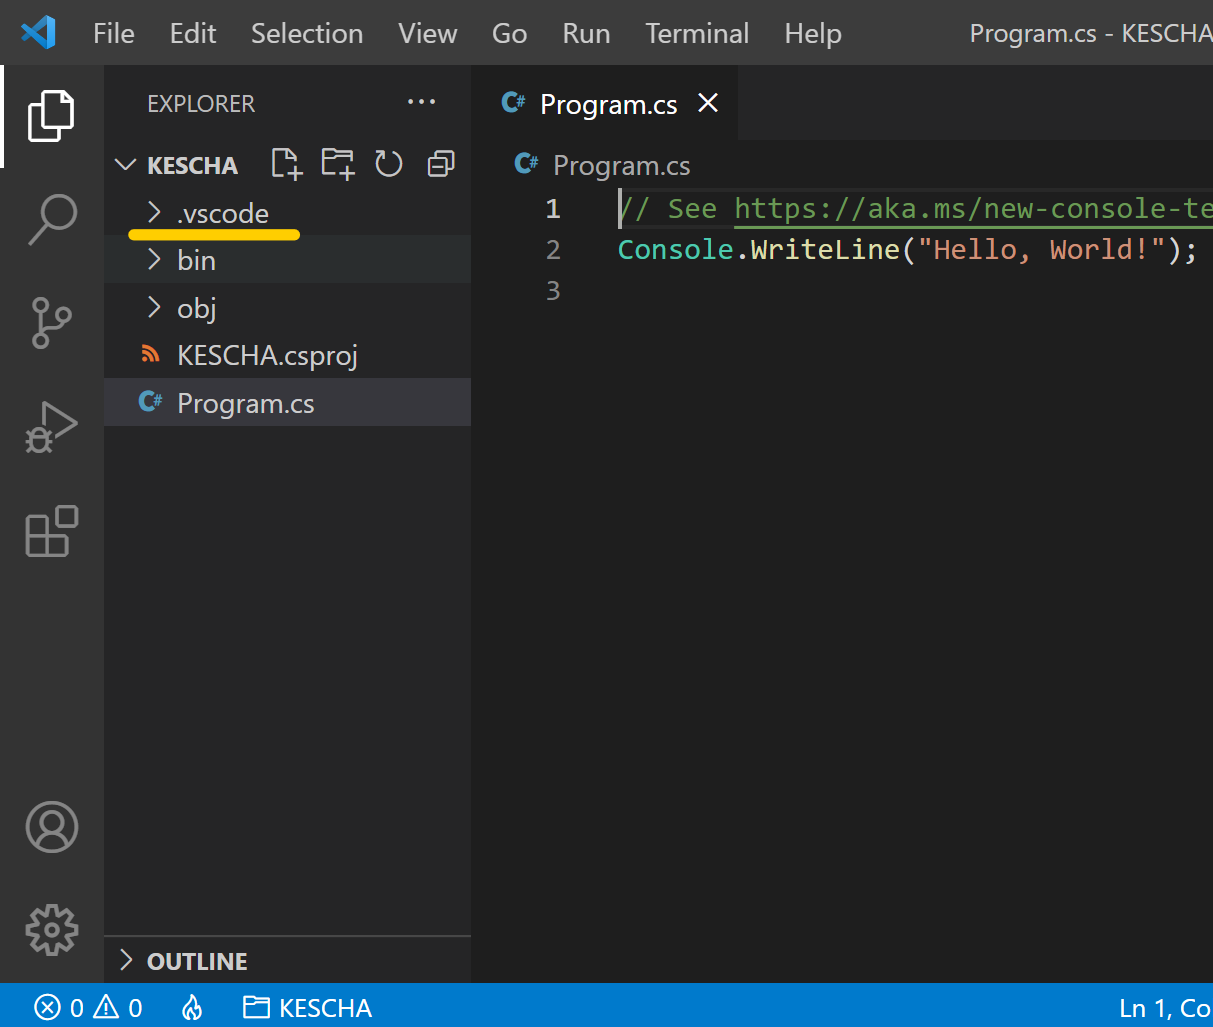 File Edit Selection View Go Run Terminal Help Program.cs - KESCHA
EXPLORER ...
KESCHA
.vscode
bin
obj
KESCHA.csproj
C# Program.cs
C# Program.cs
C# Program.cs
1 // See https://aka.ms/new-console-te
2 Console.WriteLine("Hello, World!");
3
OUTLINE
0 0 KESCHA Ln 1, Co